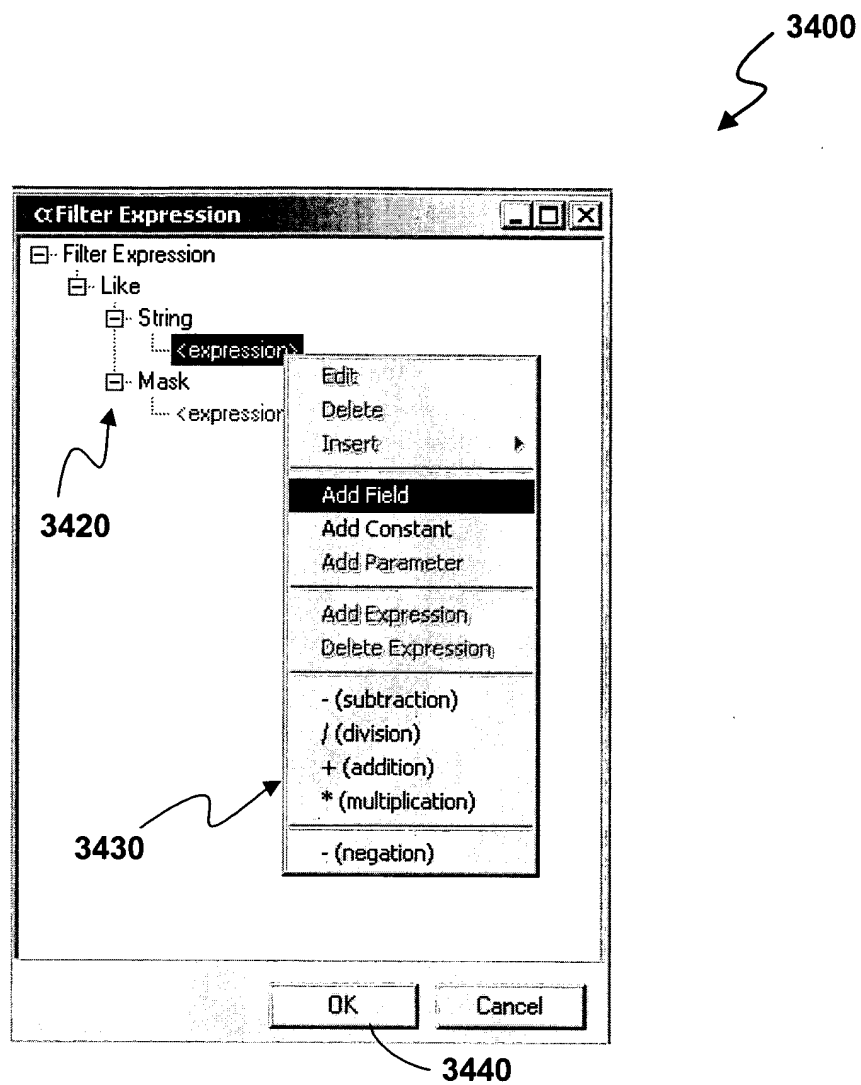 3400
αFilter Expression
Filter Expression
Like
String
<expression>
Mask
<expression
Edit
Delete
Insert
Add Field
Add Constant
Add Parameter
Add Expression
Delete Expression
- (subtraction)
/ (division)
+ (addition)
* (multiplication)
- (negation)
3420
3430
OK
Cancel
3440